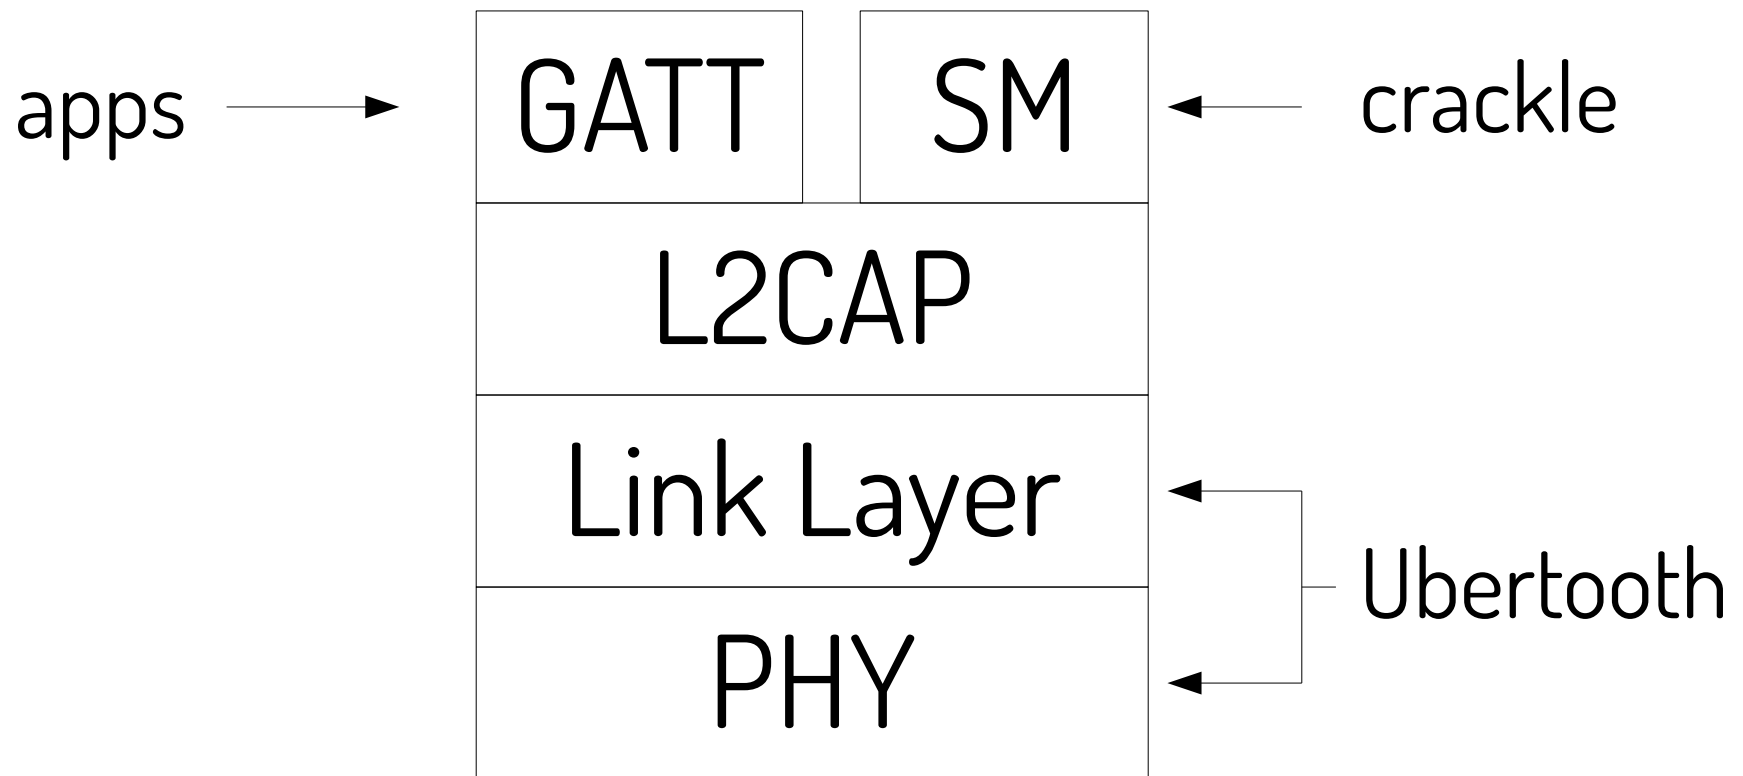 apps
GATT
SM
crackle
L2CAP
Link Layer
Ubertooth
PHY